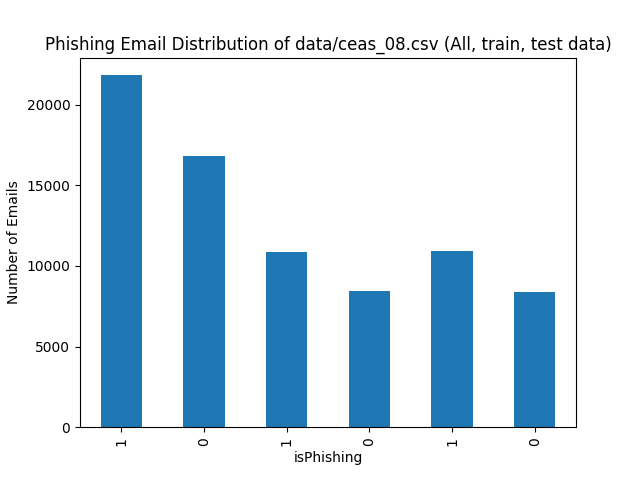 Phishing Email Distribution of data/ceas_08.csv (All, train, test data)
Number of Emails
20000
15000
10000
5000
0
1 0 1 0 1 0
isPhishing